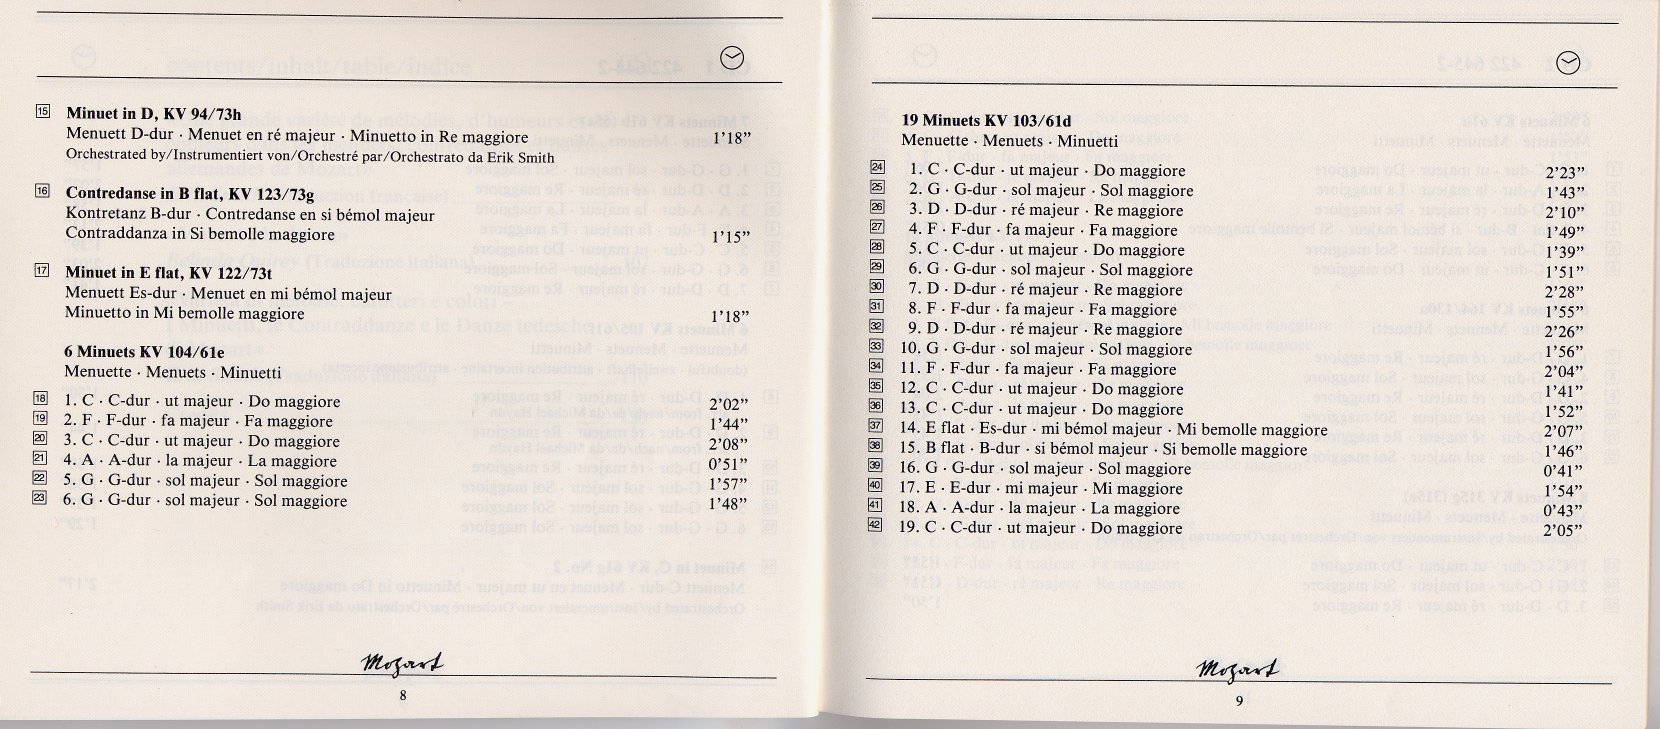 15 Minuet in D, KV 94/73h
Menuett D-dur · Menuet en ré majeur · Minuetto in Re maggiore 1’18”
Orchestrated by/Instrumentiert von/Orchestré par/Orchestrato da Erik Smith
16 Contredanse in B flat, KV 123/73g
Kontretanz B-dur · Contredanse en si bémol majeur
Contraddanza in Si bemolle maggiore 1’15”
17 Minuet in E flat, KV 122/73t
Menuett Es-dur · Menuet en mi bémol majeur
Minuetto in Mi bemolle maggiore 1’18”
6 Minuets KV 104/61e
Menuette · Menuets · Minuetti
18 1. C · C-dur · ut majeur · Do maggiore 2’02”
19 2. F · F-dur · fa majeur · Fa maggiore 1’44”
20 3. C · C-dur · ut majeur · Do maggiore 2’08”
21 4. A · A-dur · la majeur · La maggiore 0’51”
22 5. G · G-dur · sol majeur · Sol maggiore 1’57”
23 6. G · G-dur · sol majeur · Sol maggiore 1’48”
Mozart
8
19 Minuets KV 103/61d
Menuette · Menuets · Minuetti
24 1. C · C-dur · ut majeur · Do maggiore 2’23”
25 2. G · G-dur · sol majeur · Sol maggiore 1’43”
26 3. D · D-dur · ré majeur · Re maggiore 2’10”
27 4. F · F-dur · fa majeur · Fa maggiore 1’49”
28 5. C · C-dur · ut majeur · Do maggiore 1’39”
29 6. G · G-dur · sol majeur · Sol maggiore 1’51”
30 7. D · D-dur · ré majeur · Re maggiore 2’28”
31 8. F · F-dur · fa majeur · Fa maggiore 1’55”
32 9. D · D-dur · ré majeur · Re maggiore 2’26”
33 10. G · G-dur · sol majeur · Sol maggiore 1’56”
34 11. F · F-dur · fa majeur · Fa maggiore 2’04”
35 12. C · C-dur · ut majeur · Do maggiore 1’41”
36 13. C · C-dur · ut majeur · Do maggiore 1’52”
37 14. E flat · Es-dur · mi bémol majeur · Mi bemolle maggiore 2’07”
38 15. B flat · B-dur · si bémol majeur · Si bemolle maggiore 1’46”
39 16. G · G-dur · sol majeur · Sol maggiore 0’41”
40 17. E · E-dur · mi majeur · Mi maggiore 1’54”
41 18. A · A-dur · la majeur · La maggiore 0’43”
42 19. C · C-dur · ut majeur · Do maggiore 2’05”
Mozart
9